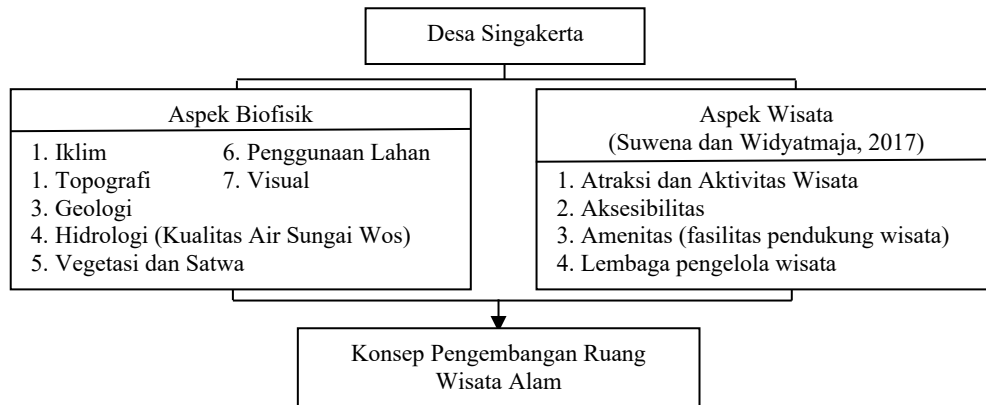 Desa Singakerta
Aspek Biofisik
1. Iklim
1. Topografi
3. Geologi
4. Hidrologi (Kualitas Air Sungai Wos)
5. Vegetasi dan Satwa
6. Penggunaan Lahan
7. Visual
Aspek Wisata
(Suwena dan Widyatmaja, 2017)
1. Atraksi dan Aktivitas Wisata
2. Aksesibilitas
3. Amenitas (fasilitas pendukung wisata)
4. Lembaga pengelola wisata
Konsep Pengembangan Ruang
Wisata Alam